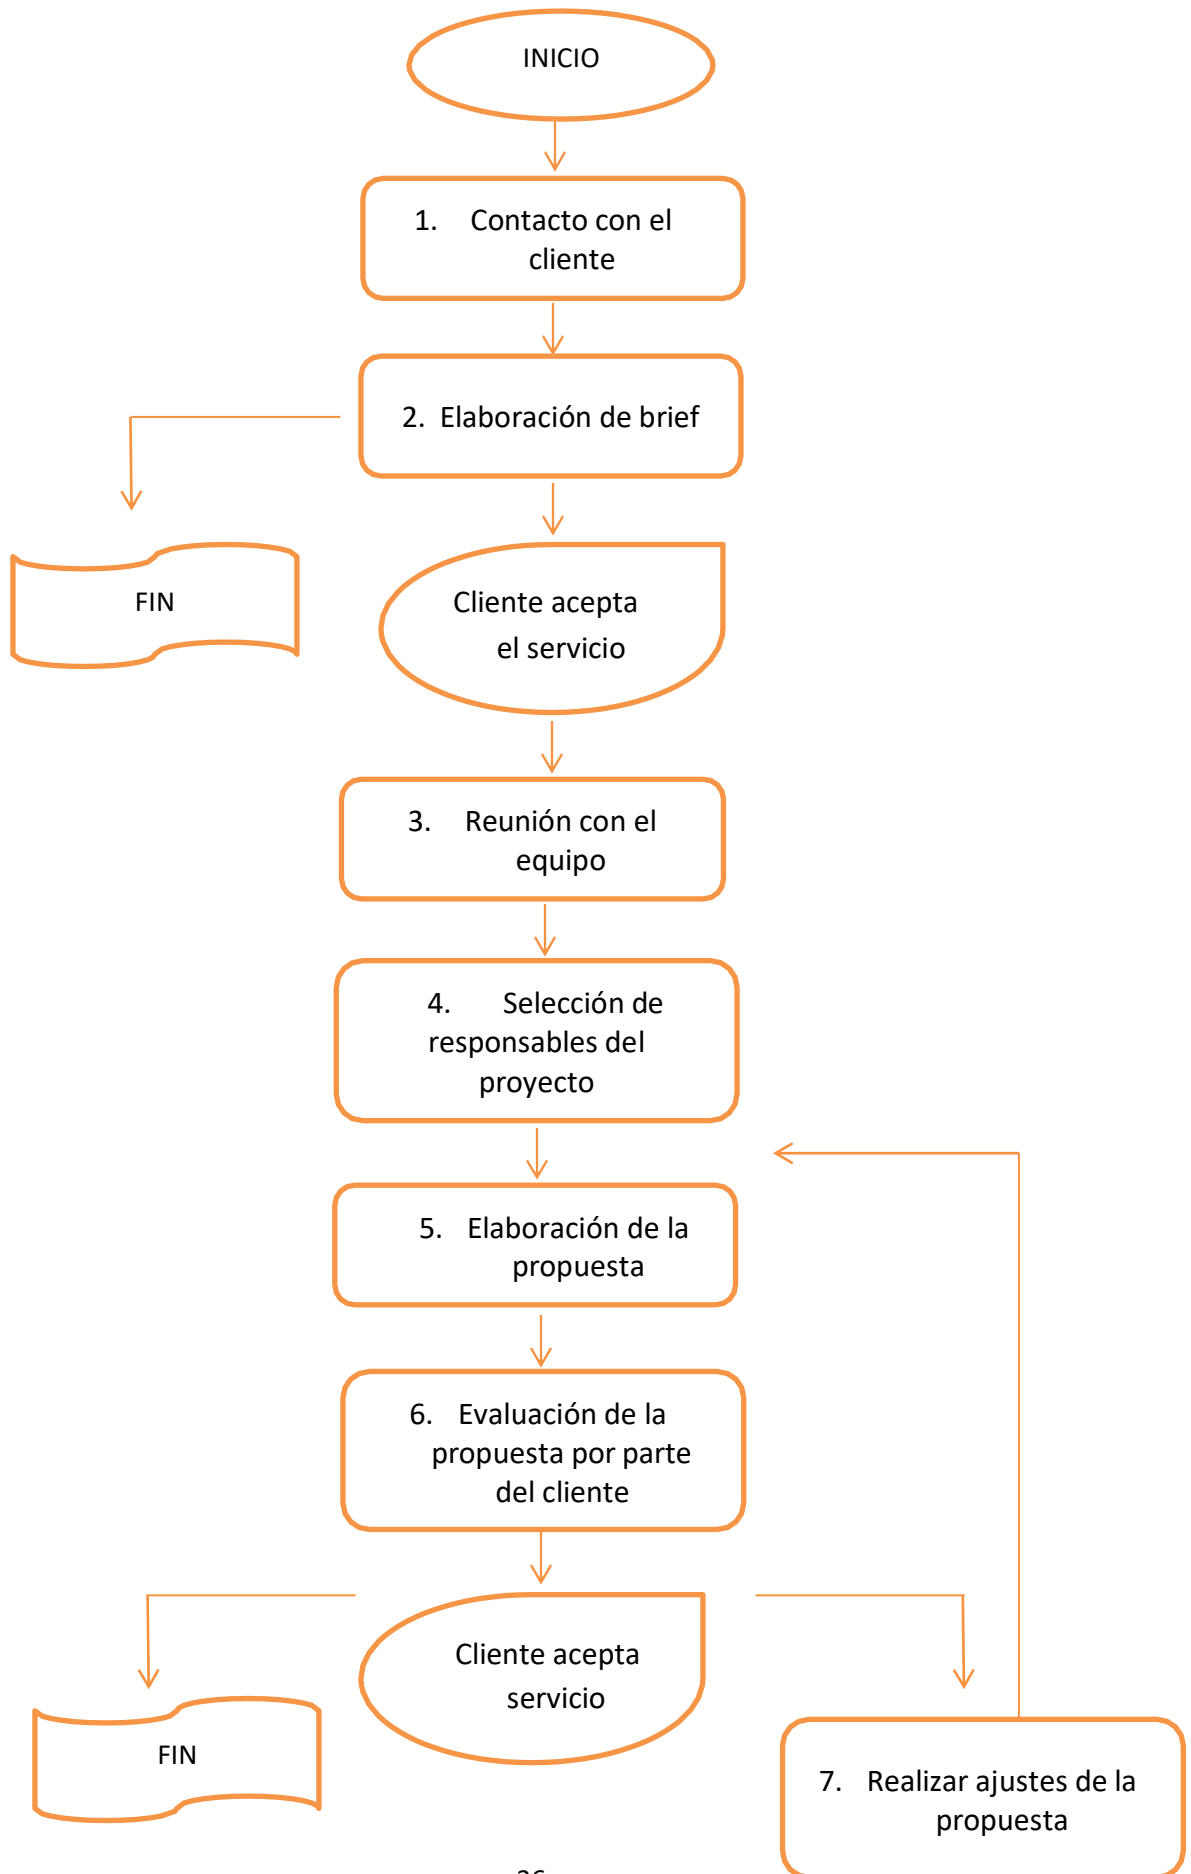 INICIO
1. Contacto con el
cliente
2. Elaboración de brief
FIN
Cliente acepta
el servicio
3. Reunión con el
equipo
4. Selección de
responsables del
proyecto
5. Elaboración de la
propuesta
6. Evaluación de la
propuesta por parte
del cliente
Cliente acepta
servicio
FIN
7. Realizar ajustes de la
propuesta